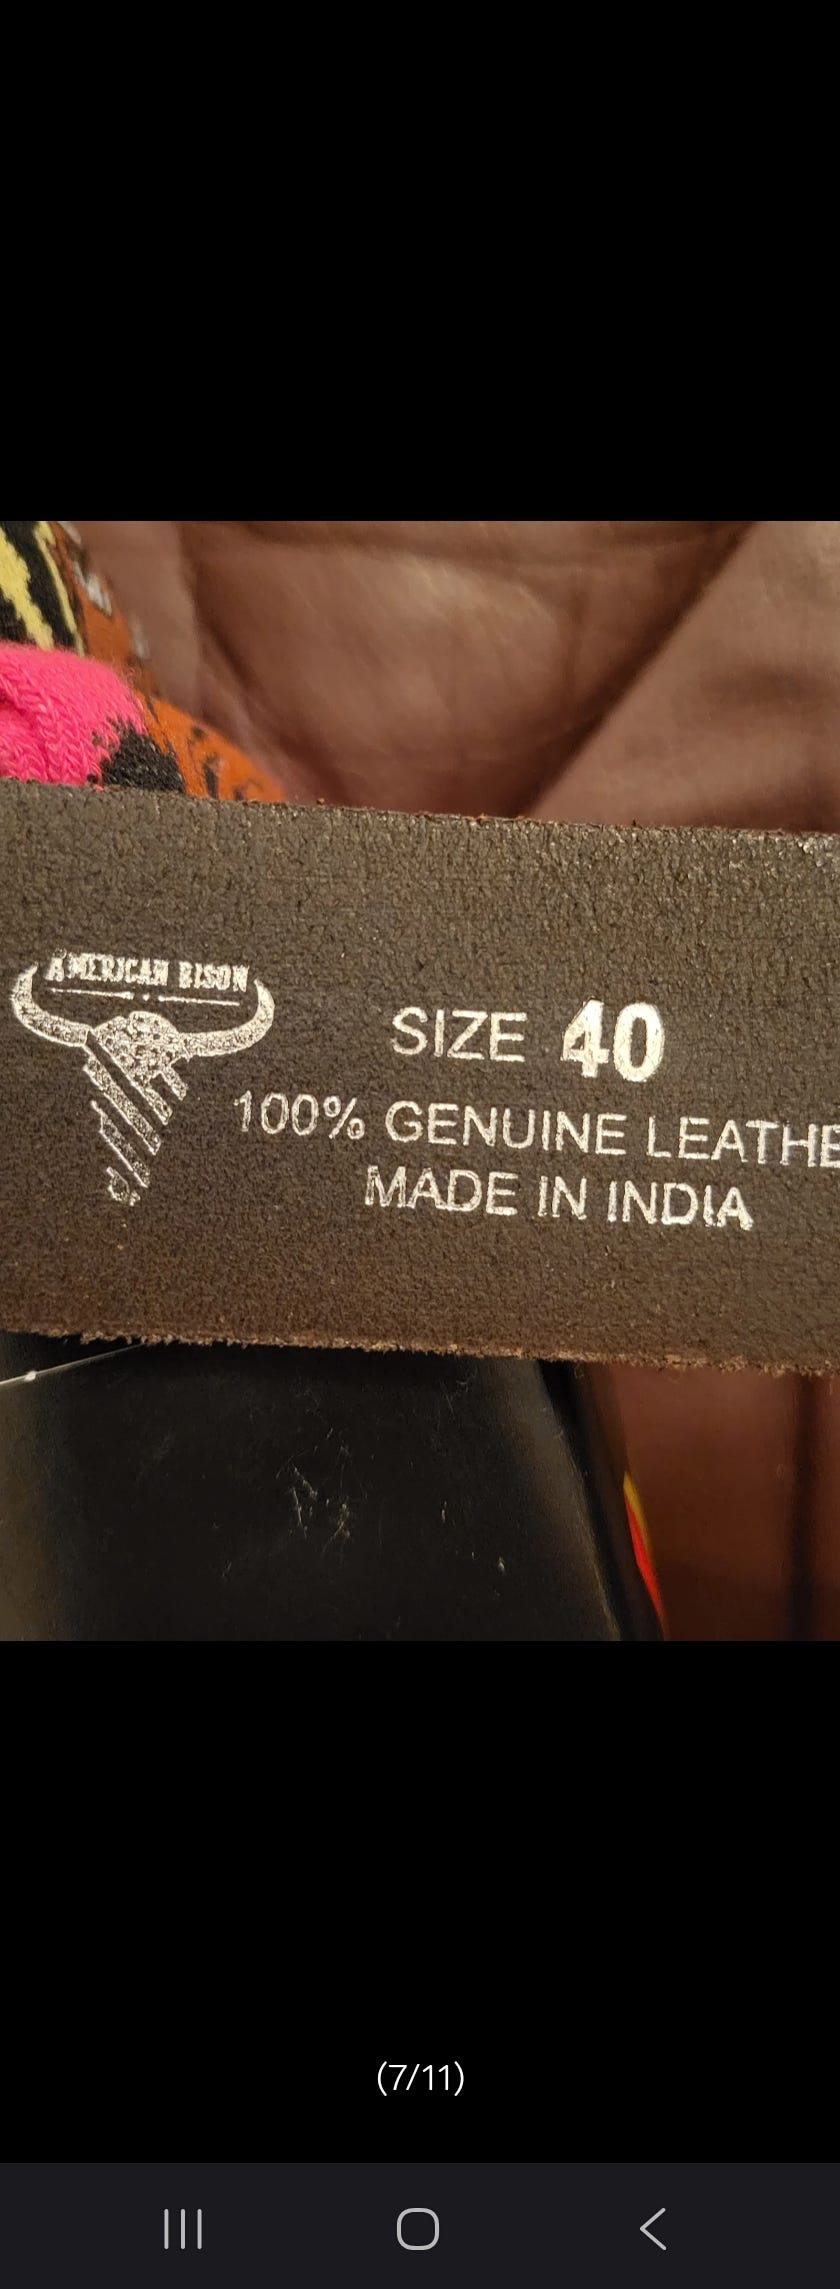 AMERICAN BISON
SIZE 40
100% GENUINE LEATHE
MADE IN INDIA
(7/11)